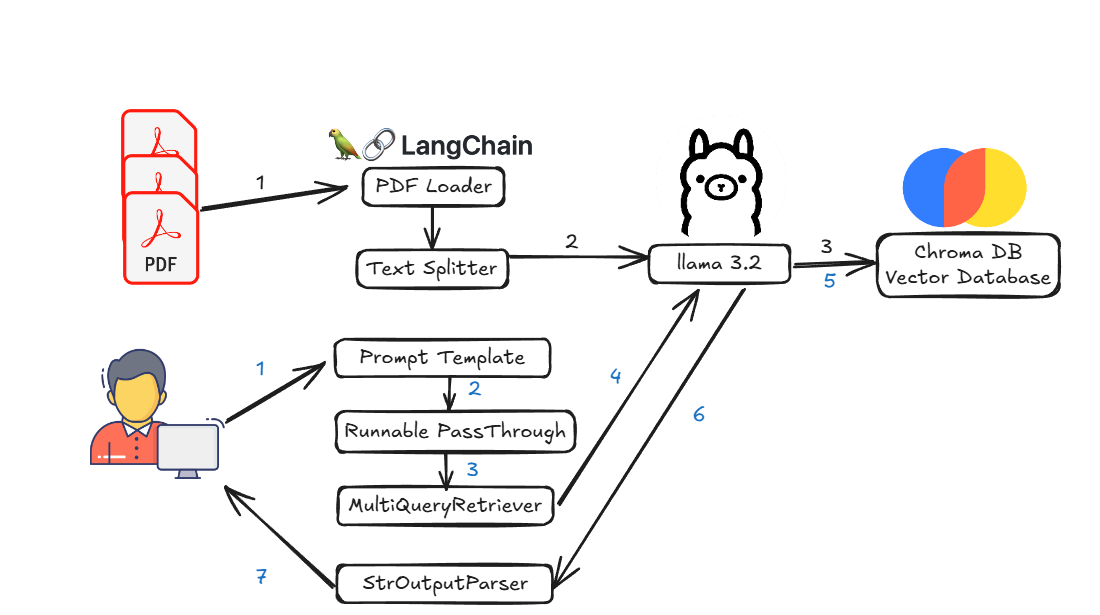 LangChain
1
PDF Loader
PDF
Text Splitter
2
llama 3.2
3
5
Chroma DB
Vector Database
1
Prompt Template
2
Runnable PassThrough
3
MultiQueryRetriever
4
6
StrOutputParser
7